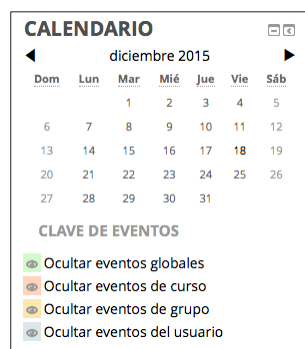 CALENDARIO
diciembre 2015
Dom Lun Mar Mié Jue Vie Sáb
1 2 3 4 5
6 7 8 9 10 11 12
13 14 15 16 17 18 19
20 21 22 23 24 25 26
27 28 29 30 31
CLAVE DE EVENTOS
Ocultar eventos globales
Ocultar eventos de curso
Ocultar eventos de grupo
Ocultar eventos del usuario